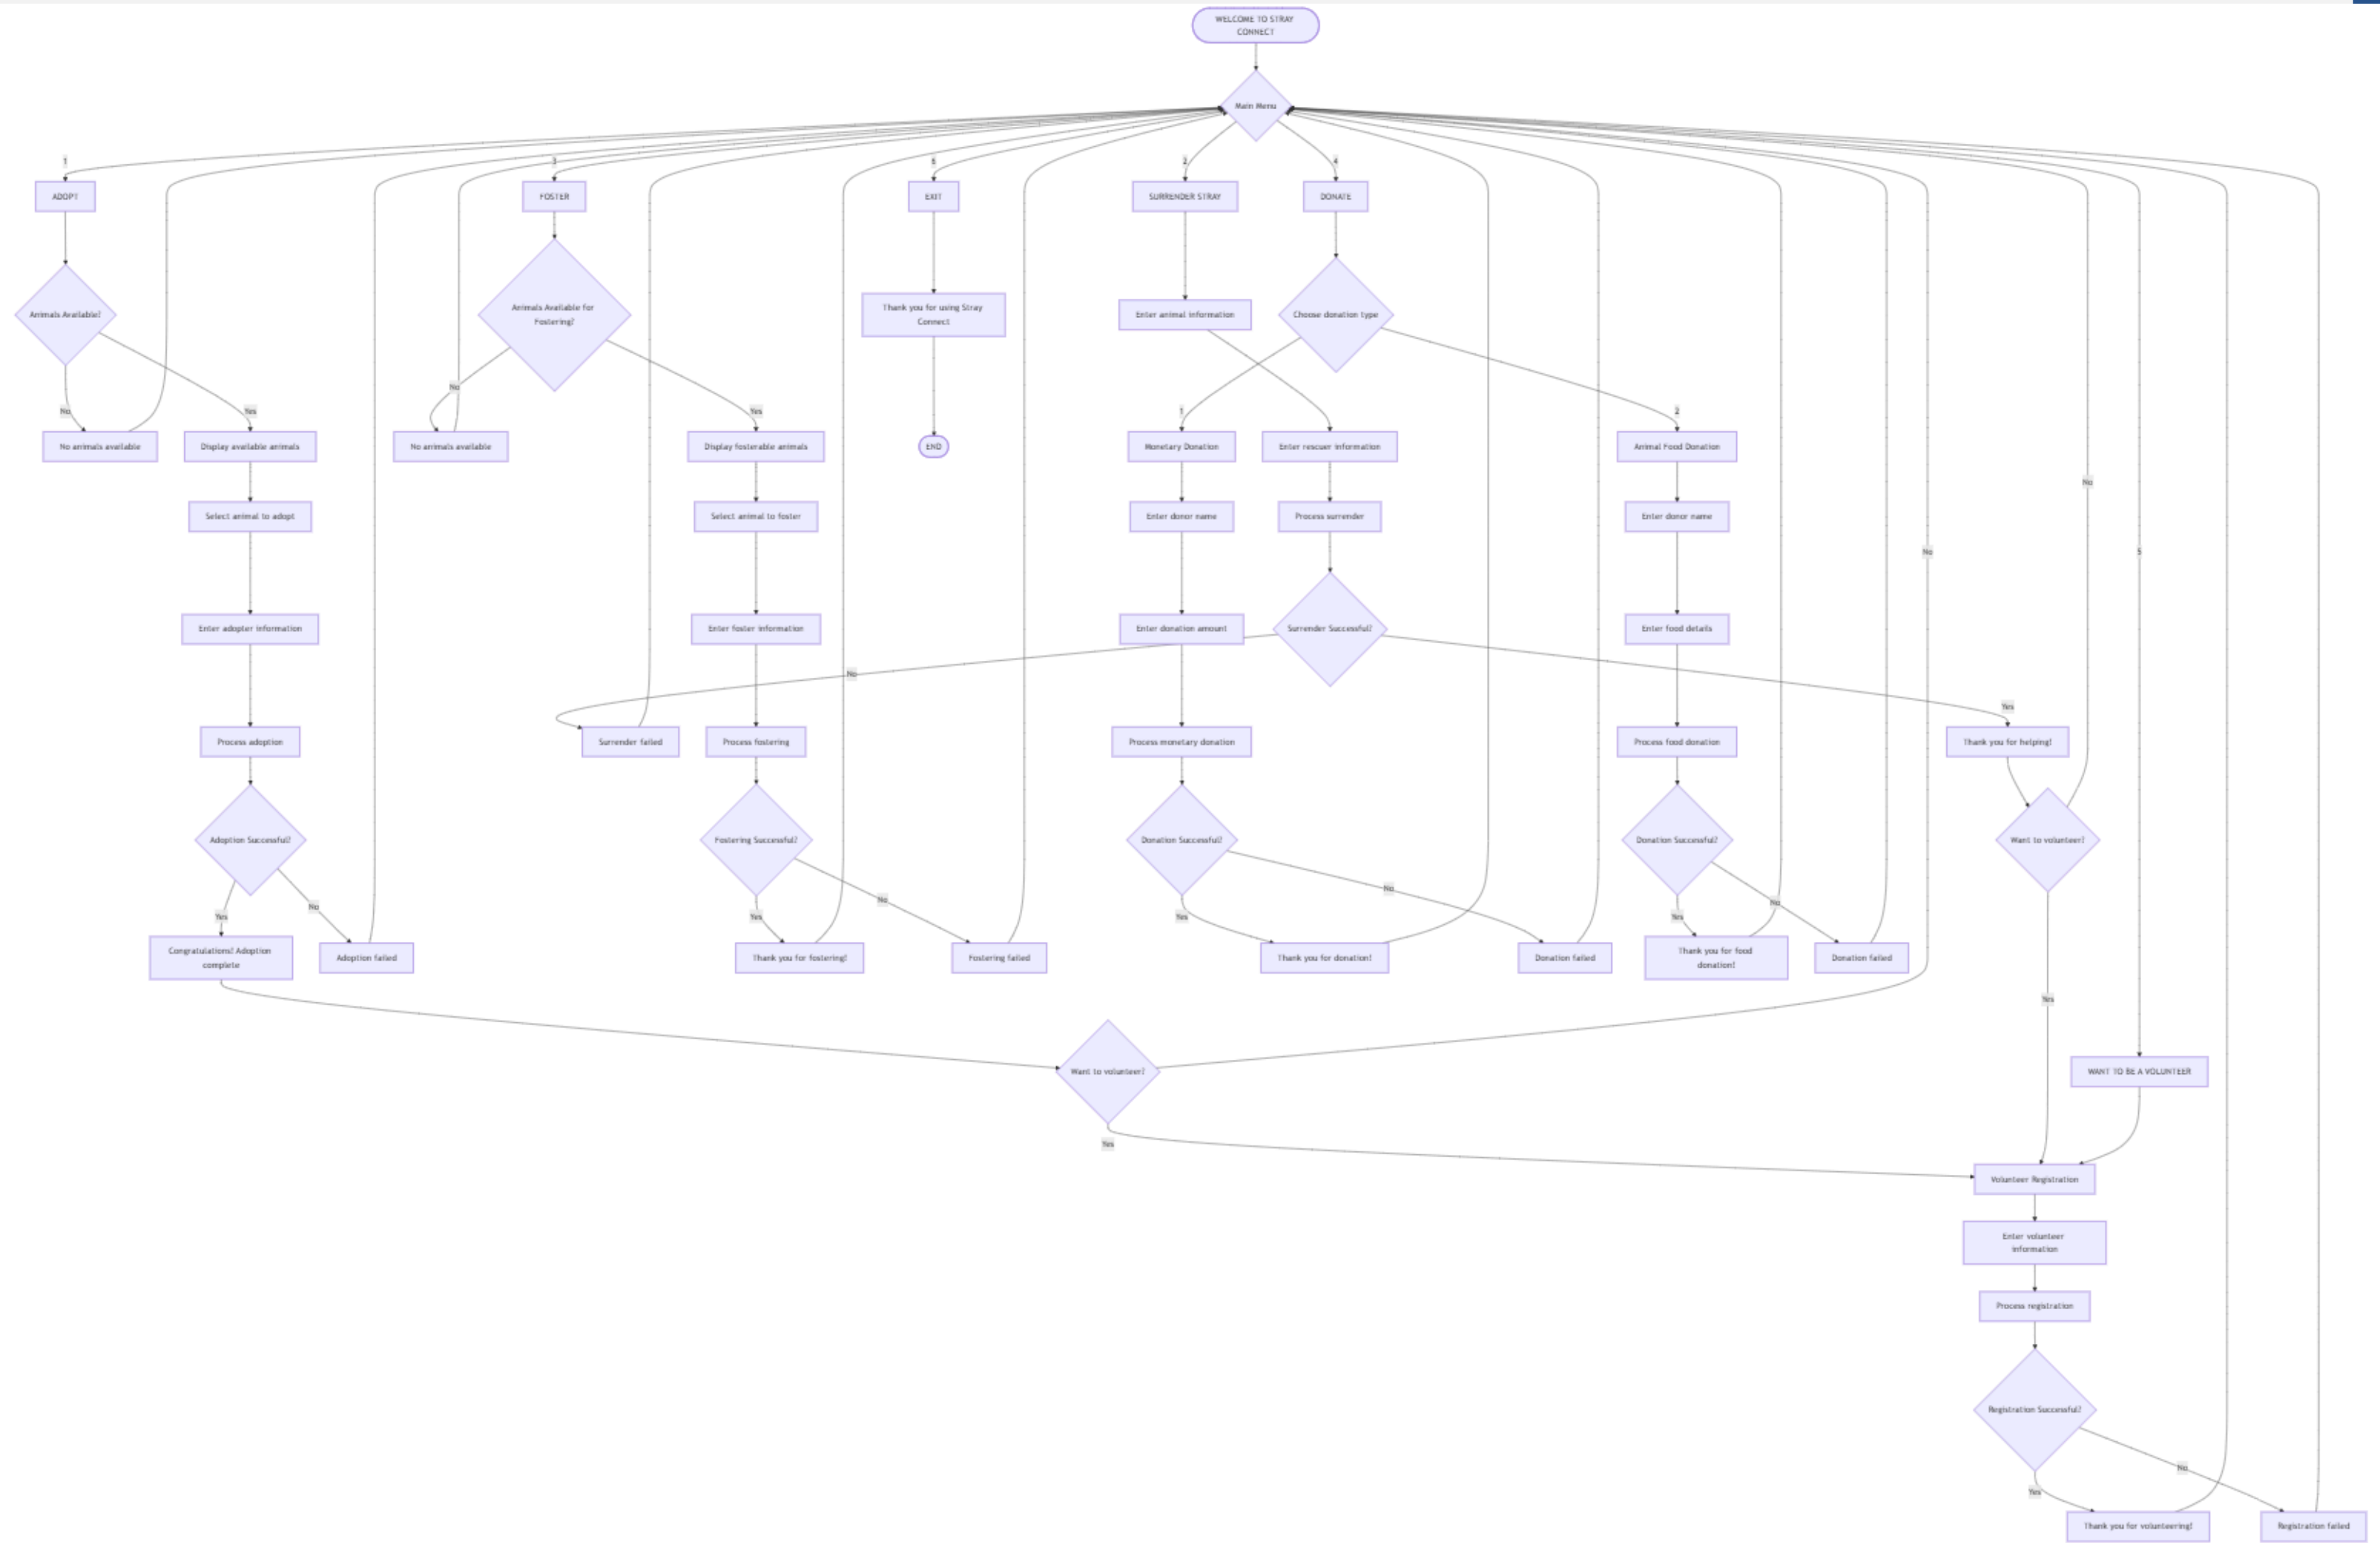 WELCOME TO STRAY
CONNECT
Main Menu
1
3
6
2
4
ADOPT
FOSTER
EXIT
SURRENDER STRAY
DONATE
Animals Available?
Animals Available for
Fostering?
Thank you for using Stray
Connect
Enter animal information
Choose donation type
No
No
Yes
Yes
1
2
No animals available
Display available animals
No animals available
Display fosterable animals
END
Monetary Donation
Enter rescuer information
Animal Food Donation
No
Select animal to adopt
Select animal to foster
Enter donor name
Process surrender
Enter donor name
No
5
Enter adopter information
Enter foster information
Enter donation amount
Surrender Successful?
Enter food details
No
Yes
Process adoption
Surrender failed
Process fostering
Process monetary donation
Process food donation
Thank you for helping!
Adoption Successful?
Fostering Successful?
Donation Successful?
Donation Successful?
Want to volunteer?
Yes
No
Yes
No
Yes
No
Yes
No
Congratulations! Adoption
complete
Adoption failed
Thank you for fostering!
Fostering failed
Thank you for donation!
Donation failed
Thank you for food
donation!
Donation failed
Yes
Want to volunteer?
WANT TO BE A VOLUNTEER
Yes
Volunteer Registration
Enter volunteer
information
Process registration
Registration Successful?
No
Yes
Thank you for volunteering!
Registration failed